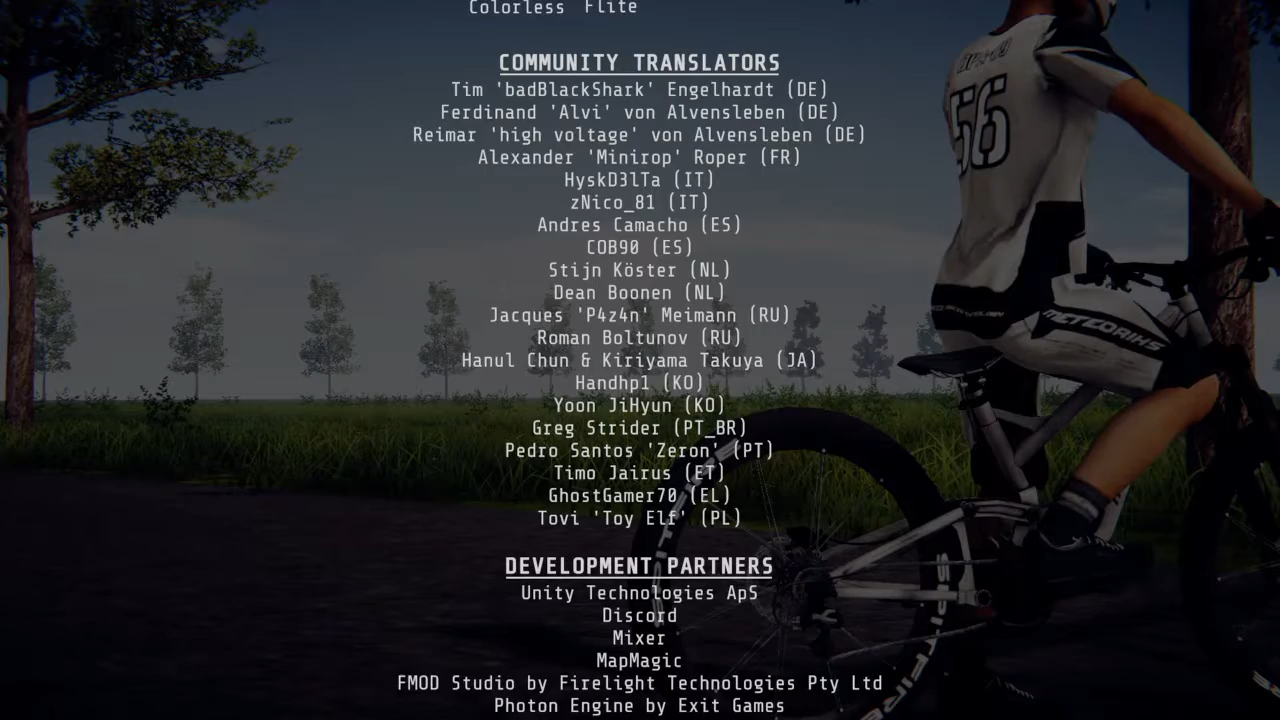 Colorless Flite
COMMUNITY TRANSLATORS
Tim 'badBlackShark' Engelhardt (DE)
Ferdinand 'Alvi' von Alvensleben (DE)
Reimar 'high voltage' von Alvensleben (DE)
Alexander 'Minirop' Roper (FR)
HyskD3lTa (IT)
zNico_81 (IT)
Andres Camacho (ES)
COB90 (ES)
Stijn Köster (NL)
Dean Boonen (NL)
Jacques 'P4z4n' Meimann (RU)
Roman Boltunov (RU)
Hanul Chun & Kiriyama Takuya (JA)
Handhp1 (KO)
Yoon JiHyun (KO)
Greg Strider (PT_BR)
Pedro Santos 'Zeron' (PT)
Timo Jairus (ET)
GhostGamer70 (EL)
Tovi 'Toy Elf' (PL)
DEVELOPMENT PARTNERS
Unity Technologies ApS
Discord
Mixer
MapMagic
FMOD Studio by Firelight Technologies Pty Ltd
Photon Engine by Exit Games
56
METEORIKS
SPITFIRE